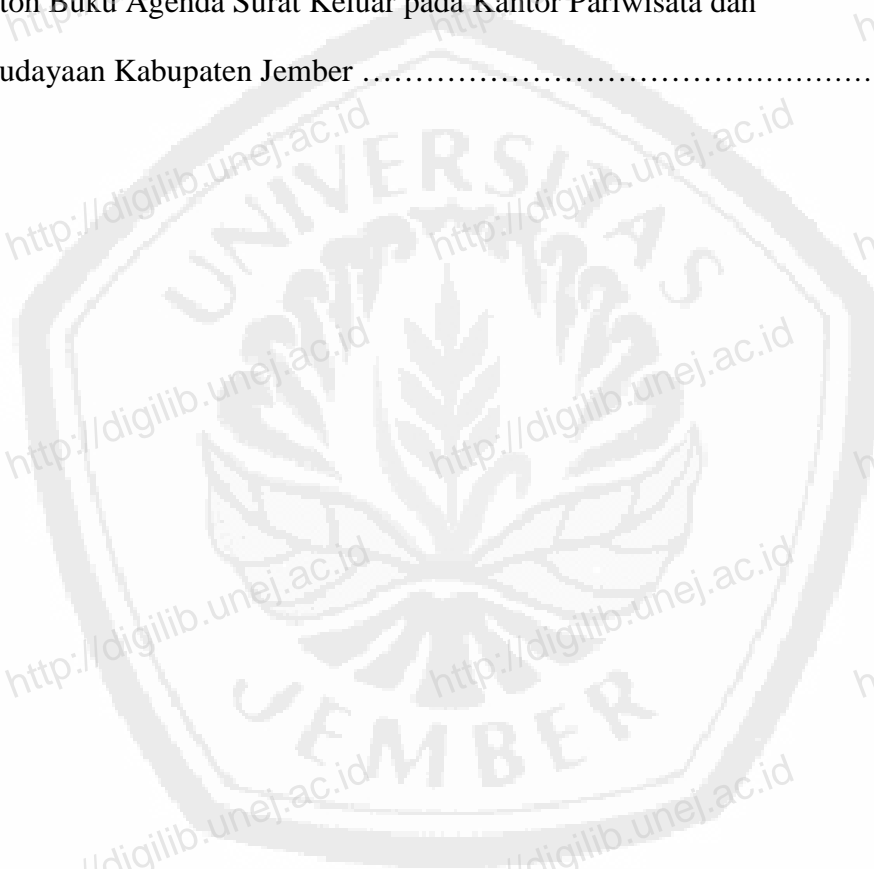 toh Buku Agenda Surat Keluar pada Kantor Pariwisata dan
udayaan Kabupaten Jember ……………………………………………
http://digilib.unej.ac.id
http://digilib.unej.ac.id
UNIVERSITAS
http://digilib.unej.ac.id
http://digilib.unej.ac.id
http://digilib.unej.ac.id
http://digilib.unej.ac.id
JEMBER
//digilib.unej.ac.id
//digilib.unej.ac.id